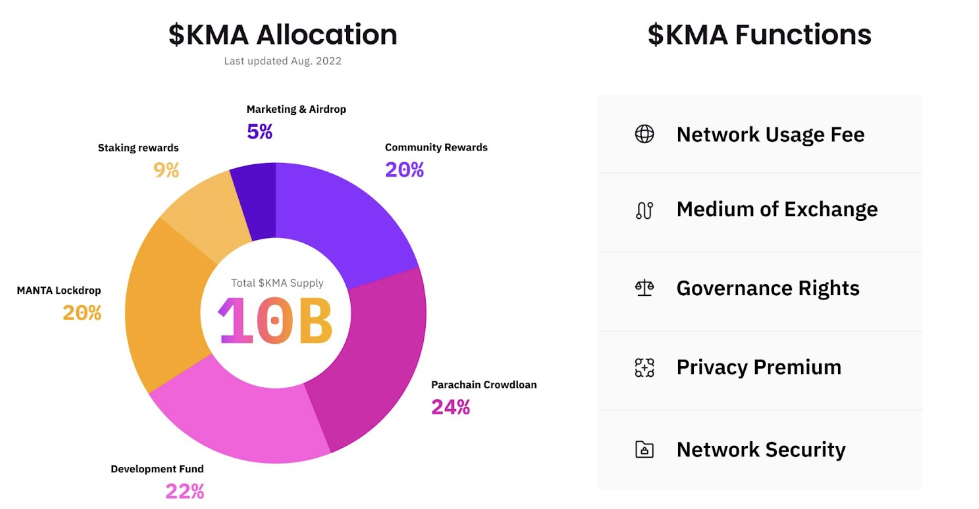 $KMA Allocation
Last updated Aug. 2022
Marketing & Airdrop
5%
Staking rewards
9%
Community Rewards
20%
MANTA Lockdrop
20%
Total $KMA Supply
10B
Parachain Crowdloan
24%
Development Fund
22%
$KMA Functions
Network Usage Fee
Medium of Exchange
Governance Rights
Privacy Premium
Network Security